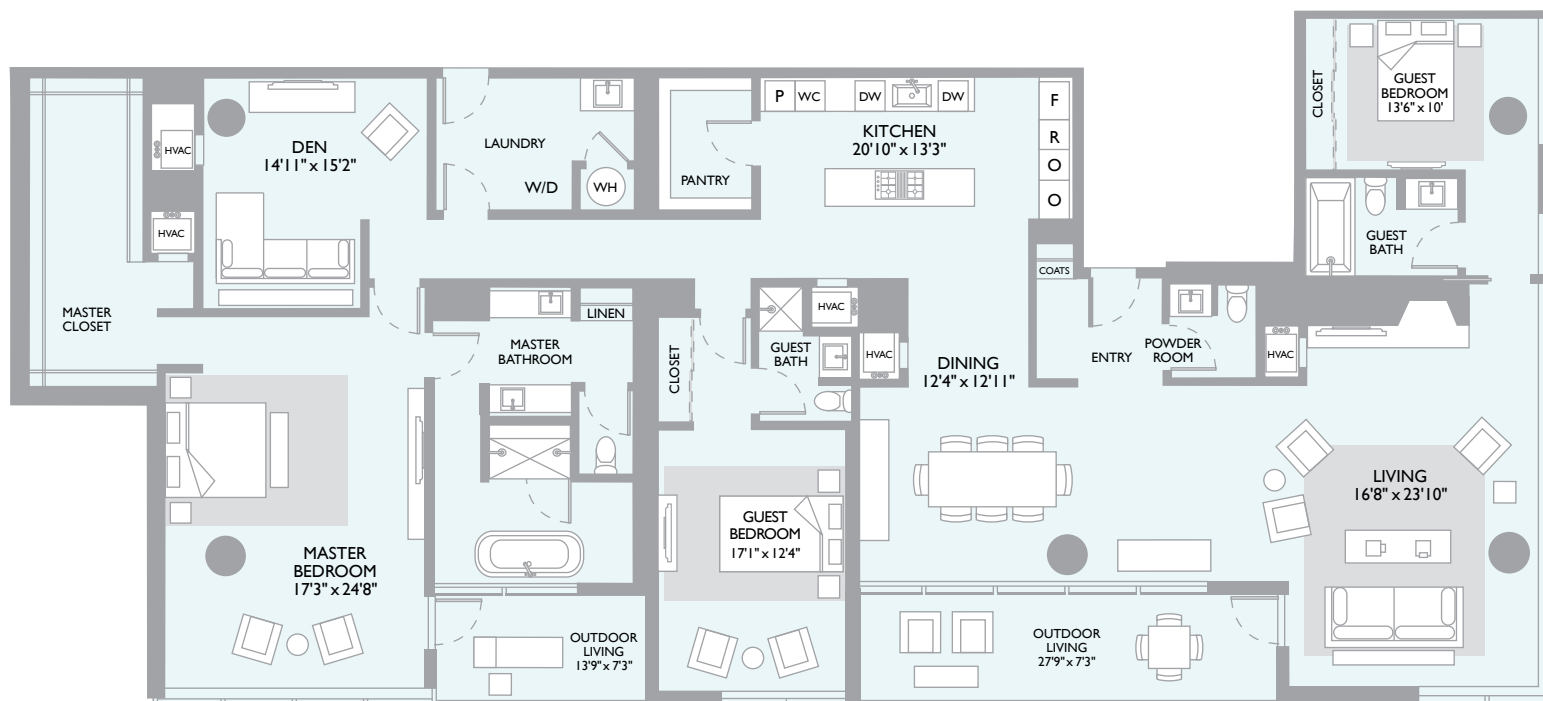 HVAC
DEN
14'11" x 15'2"
HVAC
MASTER
CLOSET
LAUNDRY
W/D
WH
PANTRY
P
WC
DW
DW
KITCHEN
20'10" x 13'3"
F
R
O
O
CLOSET
GUEST
BEDROOM
13'6" x 10'
GUEST
BATH
COATS
LINEN
MASTER
BATHROOM
CLOSET
GUEST
BATH
HVAC
HVAC
DINING
12'4" x 12'11"
ENTRY
POWDER
ROOM
HVAC
LIVING
16'8" x 23'10"
MASTER
BEDROOM
17'3" x 24'8"
GUEST
BEDROOM
17'1" x 12'4"
OUTDOOR
LIVING
13'9" x 7'3"
OUTDOOR
LIVING
27'9" x 7'3"